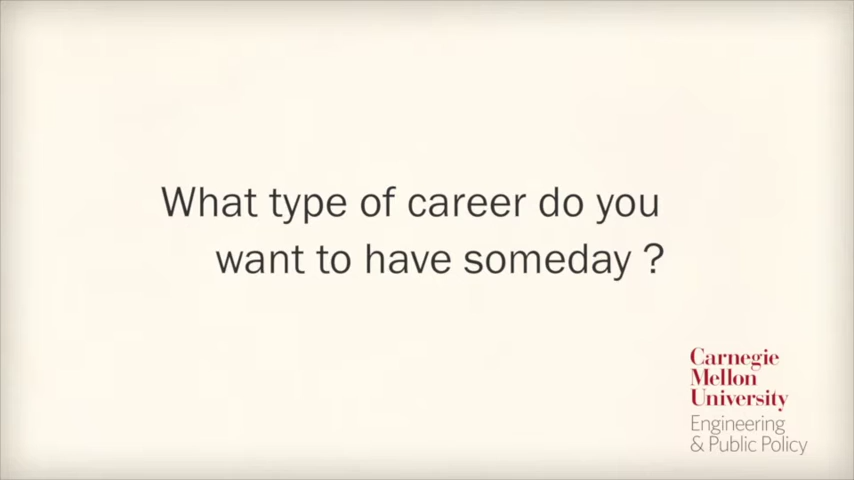 What type of career do you
want to have someday ?
Carnegie
Mellon
University
Engineering
& Public Policy